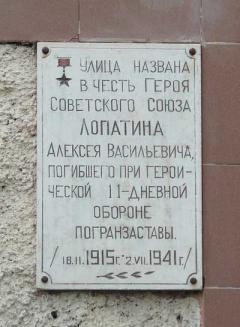 УЛИЦА НАЗВАНА
В ЧЕСТЬ ГЕРОЯ
СОВЕТСКОГО СОЮЗА
ЛОПАТИНА
АЛЕКСЕЯ ВАСИЛЬЕВИЧА,
ПОГИБШЕГО ПРИ ГЕРОИ-
ЧЕСКОЙ 11-ДНЕВНОЙ
ОБОРОНЕ
ПОГРАНЗАСТАВЫ.
/18.II.1915г.-2.VII.1941г./